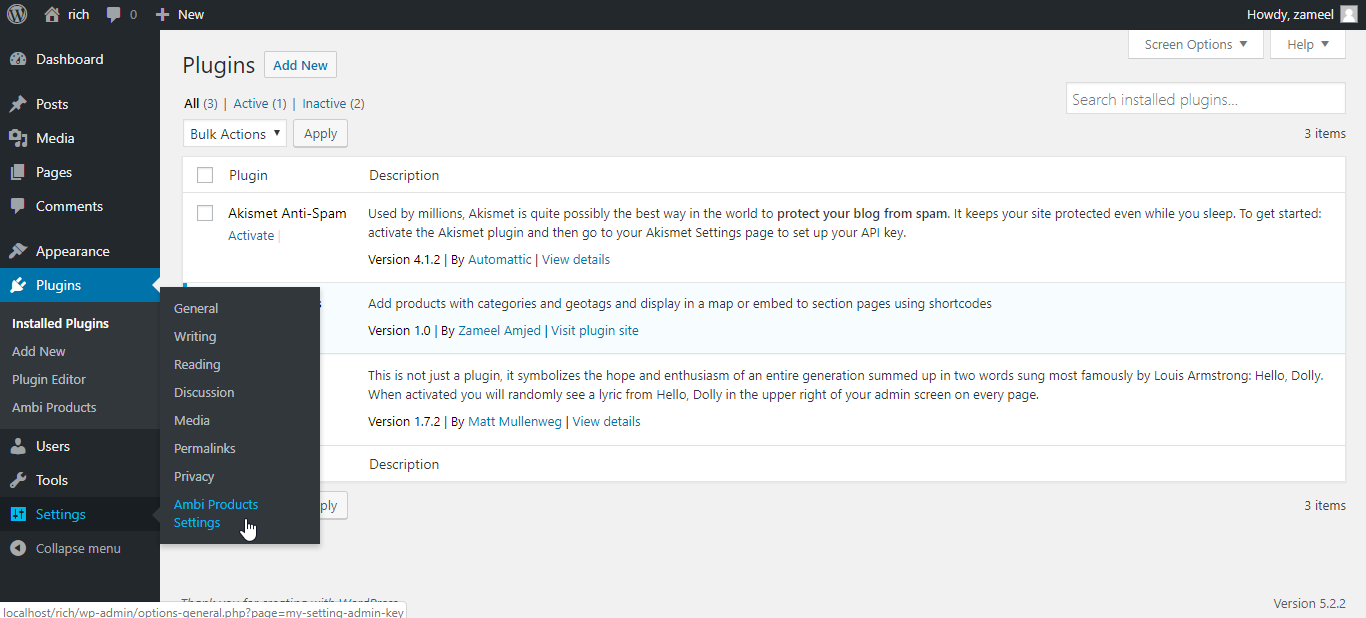 rich 0 New Howdy, zameel
Dashboard
Posts
Media
Pages
Comments
Appearance
Plugins
Installed Plugins
Add New
Plugin Editor
Ambi Products
Users
Tools
Settings
Collapse menu
General
Writing
Reading
Discussion
Media
Permalinks
Privacy
Ambi Products
Settings
Screen Options Help
Plugins Add New
All (3) | Active (1) | Inactive (2)
Search installed plugins...
Bulk Actions Apply
3 items
Plugin Description
Akismet Anti-Spam
Activate |
Used by millions, Akismet is quite possibly the best way in the world to protect your blog from spam. It keeps your site protected even while you sleep. To get started:
activate the Akismet plugin and then go to your Akismet Settings page to set up your API key.
Version 4.1.2 | By Automattic | View details
Add products with categories and geotags and display in a map or embed to section pages using shortcodes
Version 1.0 | By Zameel Amjed | Visit plugin site
This is not just a plugin, it symbolizes the hope and enthusiasm of an entire generation summed up in two words sung most famously by Louis Armstrong: Hello, Dolly.
When activated you will randomly see a lyric from Hello, Dolly in the upper right of your admin screen on every page.
Version 1.7.2 | By Matt Mullenweg | View details
Description
ply
3 items
Version 5.2.2
localhost/rich/wp-admin/options-general.php?page=my-setting-admin-key